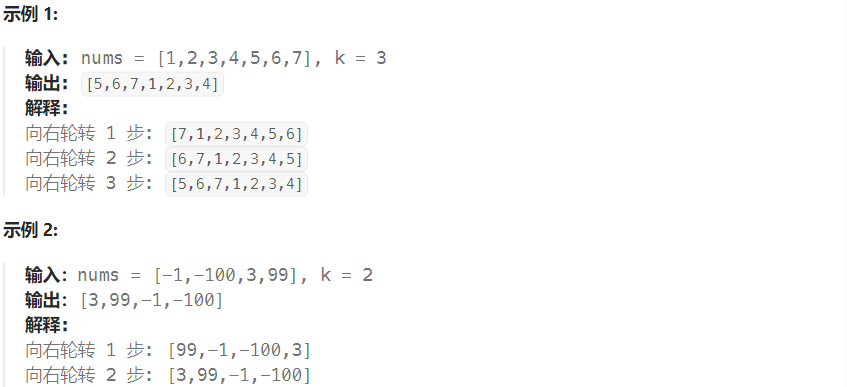 示例 1:
输入: nums = [1,2,3,4,5,6,7], k = 3
输出: [5,6,7,1,2,3,4]
解释:
向右轮转 1 步: [7,1,2,3,4,5,6]
向右轮转 2 步: [6,7,1,2,3,4,5]
向右轮转 3 步: [5,6,7,1,2,3,4]
示例 2:
输入: nums = [-1,-100,3,99], k = 2
输出: [3,99,-1,-100]
解释:
向右轮转 1 步: [99,-1,-100,3]
向右轮转 2 步: [3,99,-1,-100]